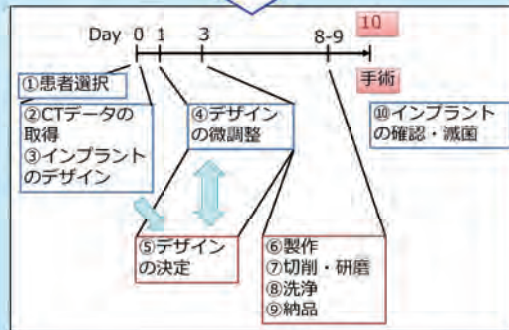 Day 0 1 3 8-9 10
手術
①患者選択
②CTデータの
取得
③インプラント
のデザイン
④デザイン
の微調整
⑩インプラント
の確認・滅菌
⑤デザイン
の決定
⑥製作
⑦切削・研磨
⑧洗浄
⑨納品